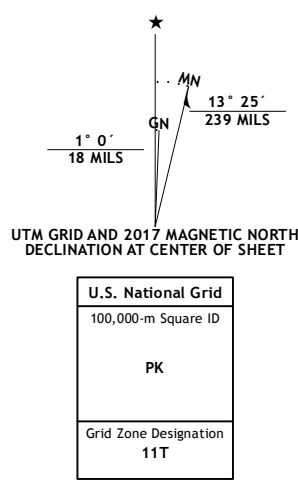 ★
MN
GN
13° 25´
239 MILS
1° 0´
18 MILS
UTM GRID AND 2017 MAGNETIC NORTH
DECLINATION AT CENTER OF SHEET
U.S. National Grid
100,000-m Square ID
PK
Grid Zone Designation
11T